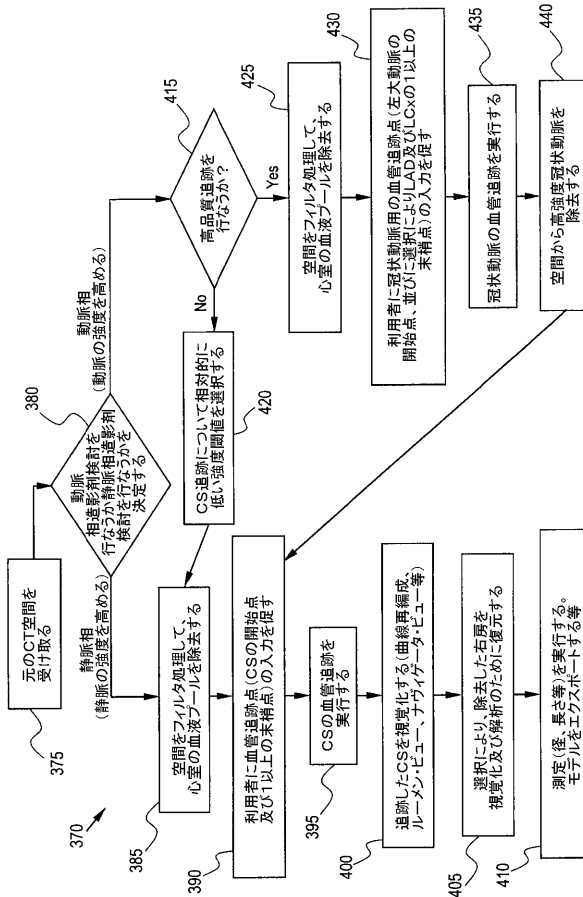 370
375
元のCT空間を
受け取る
380
動脈
相造影剤検討を
行なうか静脈相造影剤
検討を行なうかを
決定する
静脈相
(静脈の強度を高める)
動脈相
(動脈の強度を高める)
385
空間をフィルタ処理して、
心室の血液プールを除去する
390
利用者に血管追跡点(CSの開始点
及び1以上の末梢点)の入力を促す
395
CSの血管追跡を
実行する
400
追跡したCSを視覚化する(曲線再編成、
ルーメン・ビュー、ナヴィゲータ・ビュー等)
405
選択により、除去した右房を
視覚化及び解析のために復元する
410
測定(径、長さ等)を実行する。
モデルをエクスポートする等
415
高品質追跡を
行なうか?
No
Yes
420
CS追跡について相対的に
低い強度閾値を選択する
425
空間をフィルタ処理して、
心室の血液プールを除去する
430
利用者に冠状動脈用の血管追跡点(左大動脈の
開始点、並びに選択によりLAD及びLCxの1以上の
末梢点)の入力を促す
435
冠状動脈の血管追跡を実行する
440
空間から高強度冠状動脈を
除去する